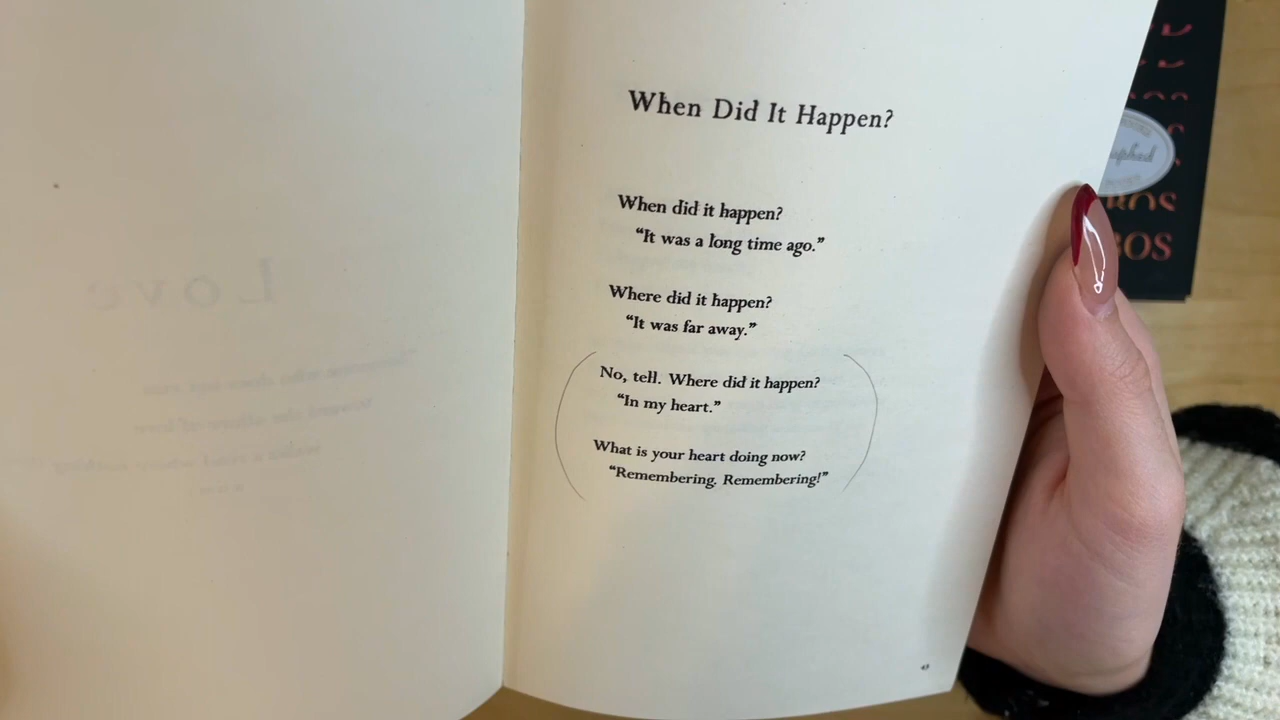 Love
When Did It Happen?
When did it happen?
“It was a long time ago.”
Where did it happen?
“It was far away.”
No, tell. Where did it happen?
“In my heart.”
What is your heart doing now?
“Remembering. Remembering!”